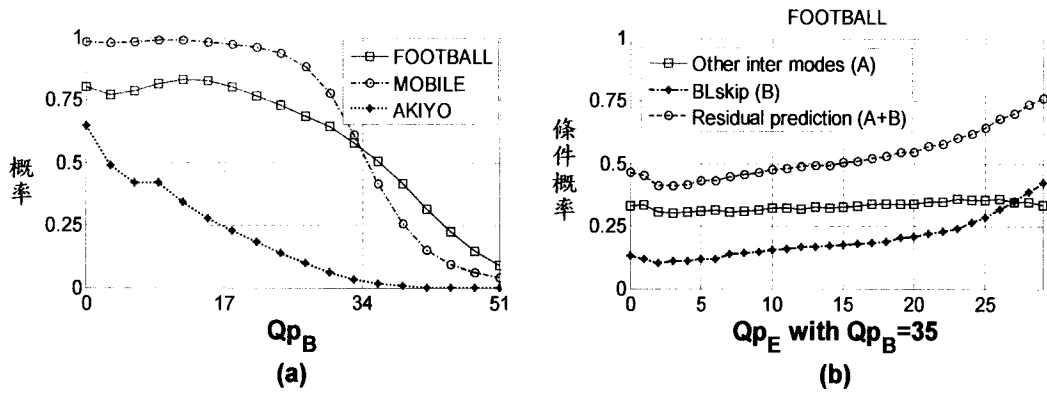 1
0.75
0.5
0.25
0
概率
FOOTBALL
MOBILE
AKIYO
0 17 34 51
Qp_B
(a)
FOOTBALL
1
0.75
0.5
0.25
0
條件概率
Other inter modes (A)
BLskip (B)
Residual prediction (A+B)
0 5 10 15 20 25
Qp_E with Qp_B=35
(b)